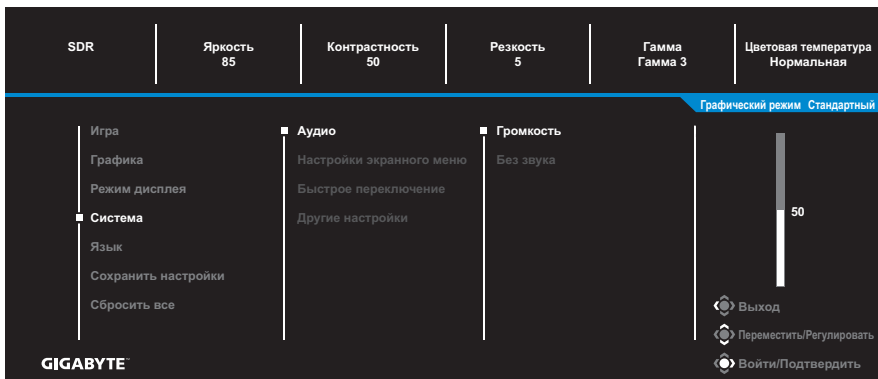 SDR
Яркость
85
Контрастность
50
Резкость
5
Гамма
Гамма 3
Цветовая температура
Нормальная
Графический режим Стандартный
Игра
Графика
Режим дисплея
Система
Язык
Сохранить настройки
Сбросить все
Аудио
Настройки экранного меню
Быстрое переключение
Другие настройки
Громкость
Без звука
50
Выход
Переместить/Регулировать
Войти/Подтвердить
GIGABYTE™